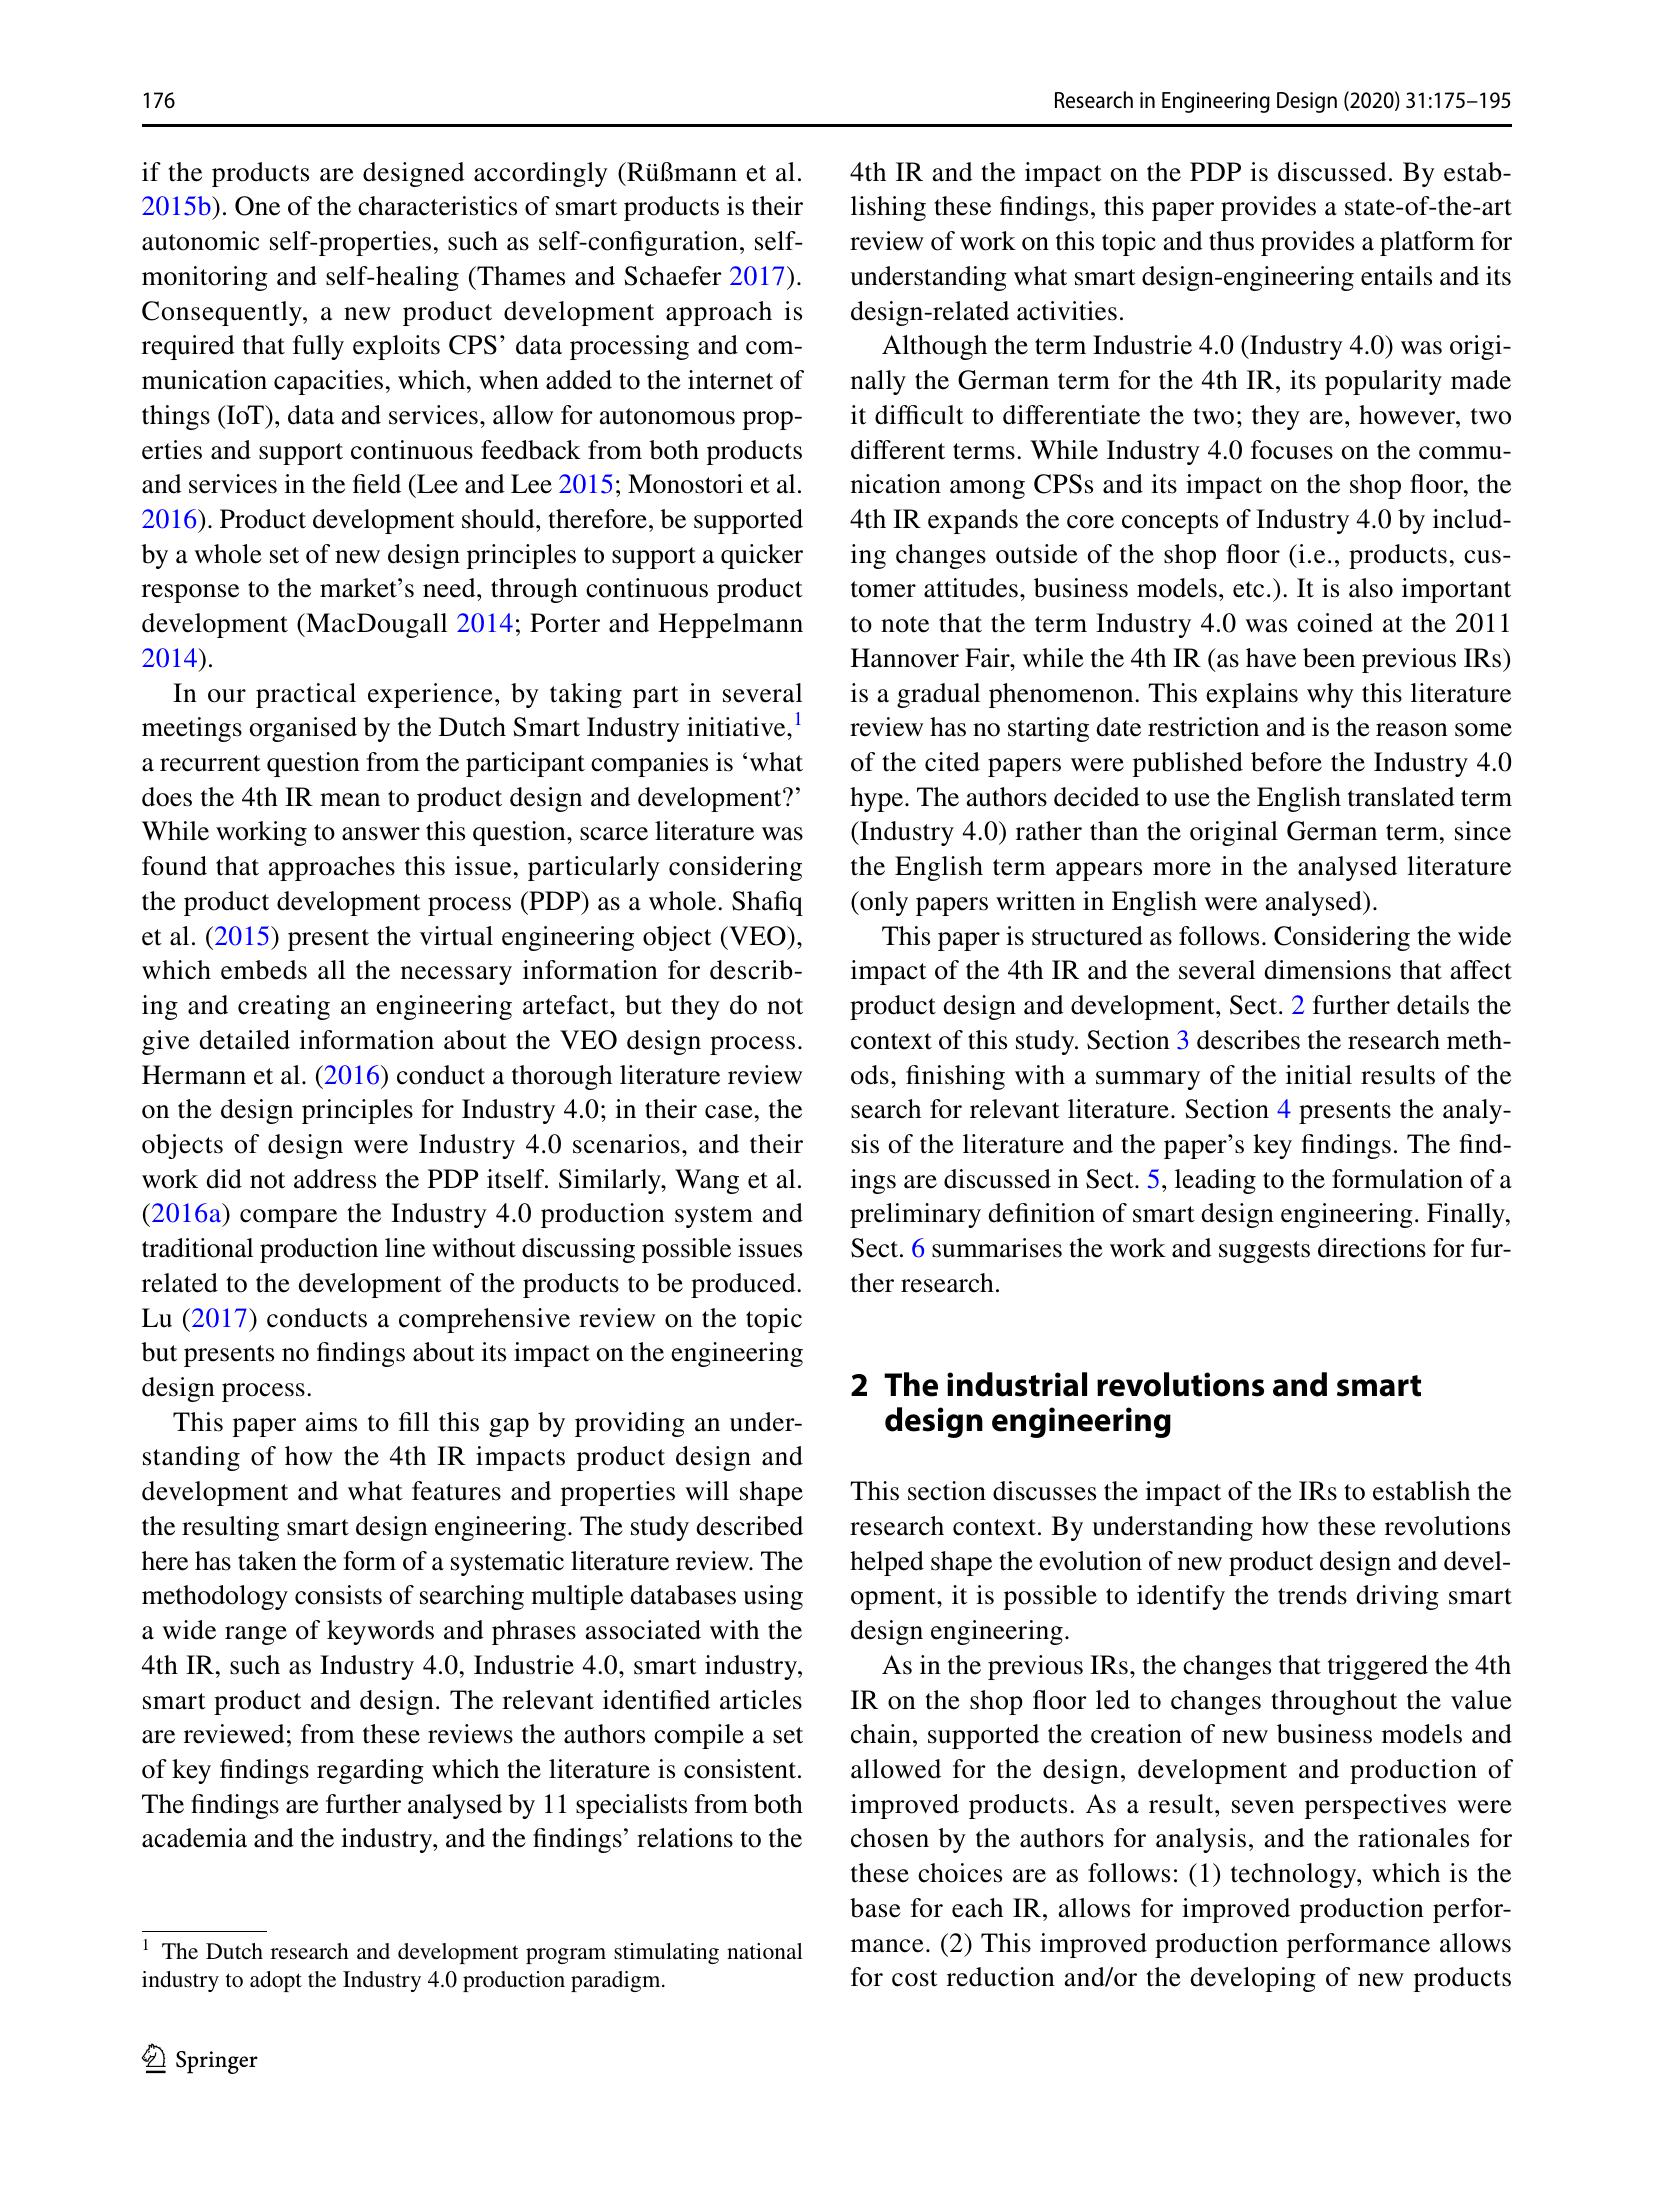 176
Research in Engineering Design (2020) 31:175–195
if the products are designed accordingly (Rüßmann et al.
2015b). One of the characteristics of smart products is their
autonomic self-properties, such as self-configuration, self-
monitoring and self-healing (Thames and Schaefer 2017).
Consequently, a new product development approach is
required that fully exploits CPS’ data processing and com-
munication capacities, which, when added to the internet of
things (IoT), data and services, allow for autonomous prop-
erties and support continuous feedback from both products
and services in the field (Lee and Lee 2015; Monostori et al.
2016). Product development should, therefore, be supported
by a whole set of new design principles to support a quicker
response to the market’s need, through continuous product
development (MacDougall 2014; Porter and Heppelmann
2014).
In our practical experience, by taking part in several
meetings organised by the Dutch Smart Industry initiative,1
a recurrent question from the participant companies is ‘what
does the 4th IR mean to product design and development?’
While working to answer this question, scarce literature was
found that approaches this issue, particularly considering
the product development process (PDP) as a whole. Shafiq
et al. (2015) present the virtual engineering object (VEO),
which embeds all the necessary information for describ-
ing and creating an engineering artefact, but they do not
give detailed information about the VEO design process.
Hermann et al. (2016) conduct a thorough literature review
on the design principles for Industry 4.0; in their case, the
objects of design were Industry 4.0 scenarios, and their
work did not address the PDP itself. Similarly, Wang et al.
(2016a) compare the Industry 4.0 production system and
traditional production line without discussing possible issues
related to the development of the products to be produced.
Lu (2017) conducts a comprehensive review on the topic
but presents no findings about its impact on the engineering
design process.
This paper aims to fill this gap by providing an under-
standing of how the 4th IR impacts product design and
development and what features and properties will shape
the resulting smart design engineering. The study described
here has taken the form of a systematic literature review. The
methodology consists of searching multiple databases using
a wide range of keywords and phrases associated with the
4th IR, such as Industry 4.0, Industrie 4.0, smart industry,
smart product and design. The relevant identified articles
are reviewed; from these reviews the authors compile a set
of key findings regarding which the literature is consistent.
The findings are further analysed by 11 specialists from both
academia and the industry, and the findings’ relations to the
1 The Dutch research and development program stimulating national
industry to adopt the Industry 4.0 production paradigm.
4th IR and the impact on the PDP is discussed. By estab-
lishing these findings, this paper provides a state-of-the-art
review of work on this topic and thus provides a platform for
understanding what smart design-engineering entails and its
design-related activities.
Although the term Industrie 4.0 (Industry 4.0) was origi-
nally the German term for the 4th IR, its popularity made
it difficult to differentiate the two; they are, however, two
different terms. While Industry 4.0 focuses on the commu-
nication among CPSs and its impact on the shop floor, the
4th IR expands the core concepts of Industry 4.0 by includ-
ing changes outside of the shop floor (i.e., products, cus-
tomer attitudes, business models, etc.). It is also important
to note that the term Industry 4.0 was coined at the 2011
Hannover Fair, while the 4th IR (as have been previous IRs)
is a gradual phenomenon. This explains why this literature
review has no starting date restriction and is the reason some
of the cited papers were published before the Industry 4.0
hype. The authors decided to use the English translated term
(Industry 4.0) rather than the original German term, since
the English term appears more in the analysed literature
(only papers written in English were analysed).
This paper is structured as follows. Considering the wide
impact of the 4th IR and the several dimensions that affect
product design and development, Sect. 2 further details the
context of this study. Section 3 describes the research meth-
ods, finishing with a summary of the initial results of the
search for relevant literature. Section 4 presents the analy-
sis of the literature and the paper’s key findings. The find-
ings are discussed in Sect. 5, leading to the formulation of a
preliminary definition of smart design engineering. Finally,
Sect. 6 summarises the work and suggests directions for fur-
ther research.
2 The industrial revolutions and smart
design engineering
This section discusses the impact of the IRs to establish the
research context. By understanding how these revolutions
helped shape the evolution of new product design and devel-
opment, it is possible to identify the trends driving smart
design engineering.
As in the previous IRs, the changes that triggered the 4th
IR on the shop floor led to changes throughout the value
chain, supported the creation of new business models and
allowed for the design, development and production of
improved products. As a result, seven perspectives were
chosen by the authors for analysis, and the rationales for
these choices are as follows: (1) technology, which is the
base for each IR, allows for improved production perfor-
mance. (2) This improved production performance allows
for cost reduction and/or the developing of new products
Springer